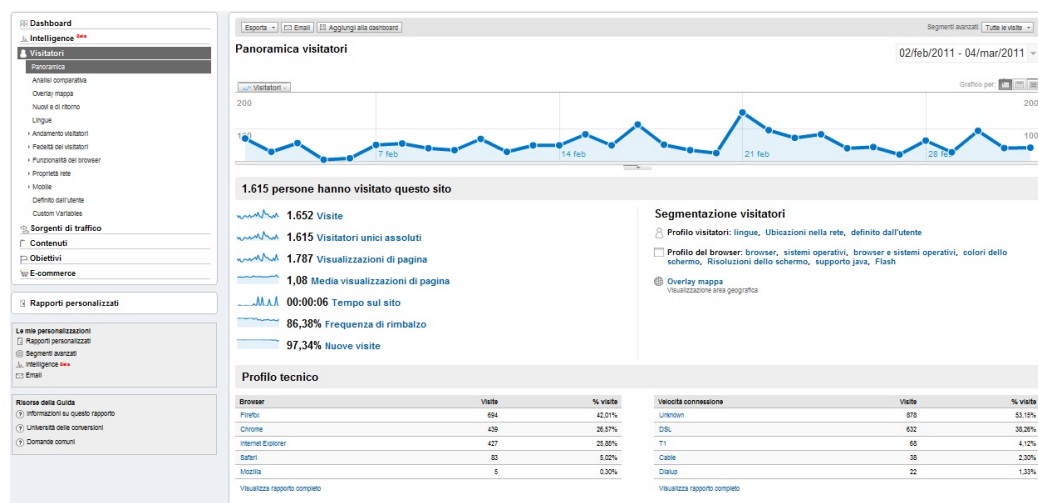 Dashboard
Intelligence Beta
Visitatori
Panoramica
Analisi comparativa
Overlay mappa
Nuovi e di ritorno
Lingue
Andamento visitatori
Fedeltà dei visitatori
Funzionalità del browser
Proprietà rete
Mobile
Definito dall'utente
Custom Variables
Sorgenti di traffico
Contenuti
Obiettivi
E-commerce
Rapporti personalizzati
Le mie personalizzazioni
Rapporti personalizzati
Segmenti avanzati
Intelligence Beta
Email
Risorse della Guida
Informazioni su questo rapporto
Università delle conversioni
Domande comuni
Esporta Email Aggiungi alla dashboard
Segmenti avanzati: Tutte le visite
Panoramica visitatori
02/feb/2011 - 04/mar/2011
Visitatori
Grafico per:
200 200
100 100
7 feb 14 feb 21 feb 28 feb
1.615 persone hanno visitato questo sito
1.652 Visite
1.615 Visitatori unici assoluti
1.787 Visualizzazioni di pagina
1,08 Media visualizzazioni di pagina
00:00:06 Tempo sul sito
86,38% Frequenza di rimbalzo
97,34% Nuove visite
Segmentazione visitatori
Profilo visitatori: lingue, Ubicazioni nella rete, definito dall'utente
Profilo del browser: browser, sistemi operativi, browser e sistemi operativi, colori dello
schermo, Risoluzioni dello schermo, supporto java, Flash
Overlay mappa
Visualizzazione area geografica
Profilo tecnico
Browser Visite % visite
Firefox 694 42,01%
Chrome 439 26,57%
Internet Explorer 427 25,85%
Safari 83 5,02%
Mozilla 5 0,30%
Visualizza rapporto completo
Velocità connessione Visite % visite
Unknown 878 53,15%
DSL 632 38,26%
T1 68 4,12%
Cable 38 2,30%
Dialup 22 1,33%
Visualizza rapporto completo